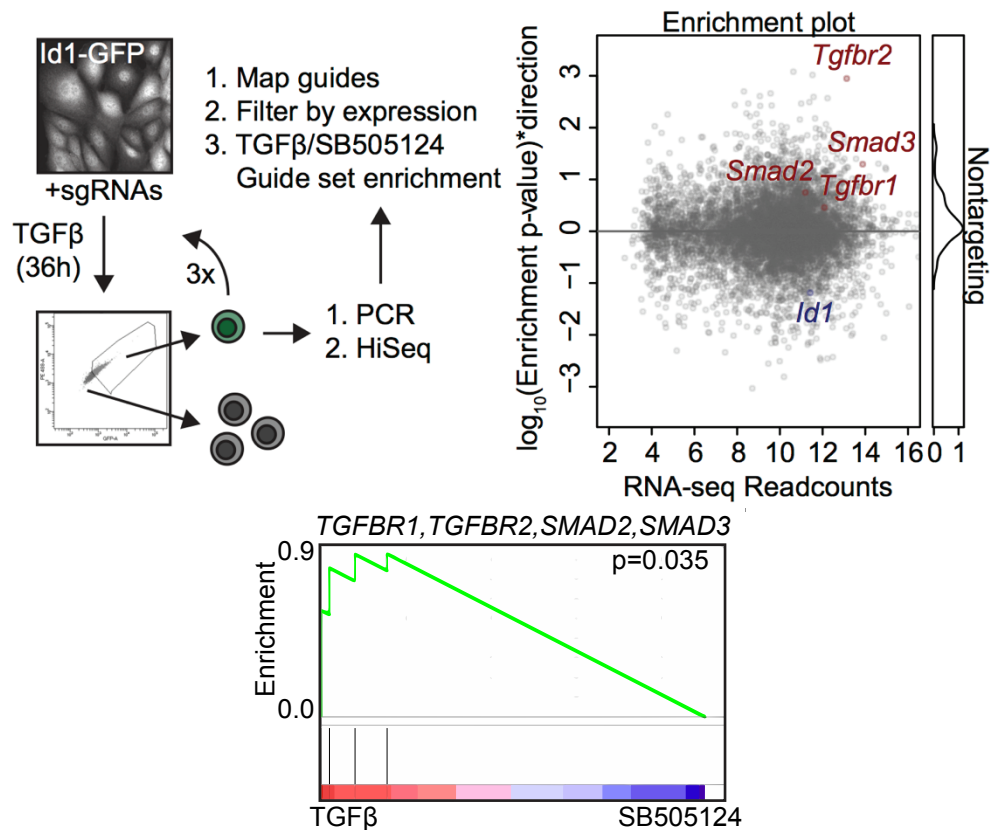 Id1-GFP
+sgRNAs
TGFβ
(36h)
3x
1. Map guides
2. Filter by expression
3. TGFβ/SB505124
Guide set enrichment
1. PCR
2. HiSeq
GFP-A
Enrichment plot
log10(Enrichment p-value)*direction
3
2
1
0
−1
−2
−3
Tgfbr2
Smad3
Smad2
Tgfbr1
Id1
2 4 6 8 10 12 14 16
RNA-seq Readcounts
0 1
Nontargeting
TGFBR1,TGFBR2,SMAD2,SMAD3
p=0.035
0.9
Enrichment
0.0
TGFβ
SB505124